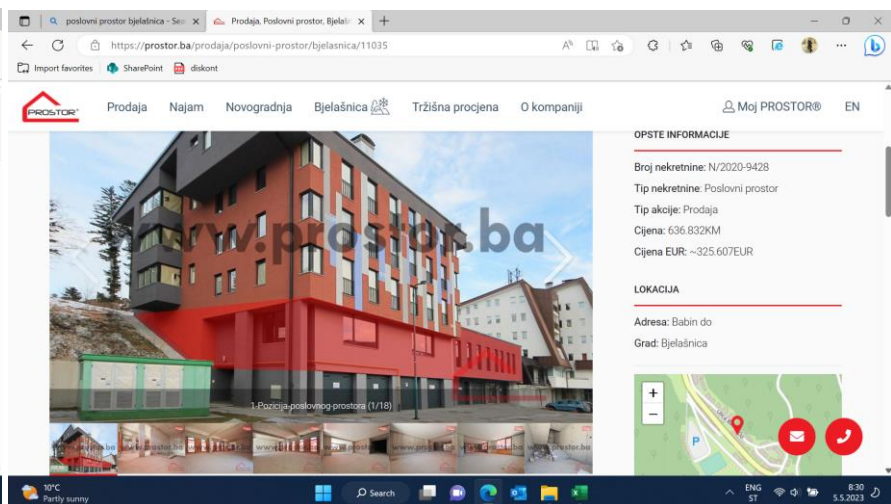 poslovni prostor bjelašnica - Sea
Prodaja, Poslovni prostor, Bjelaš
https://prostor.ba/prodaja/poslovni-prostor/bjelasnica/11035
Import favorites SharePoint diskont
PROSTOR
Prodaja Najam Novogradnja Bjelašnica Tržišna procjena O kompaniji Moj PROSTOR® EN
www.prostor.ba
1-Pozicija-poslovnog-prostora (1/18)
OPSTE INFORMACIJE
Broj nekretnine: N/2020-9428
Tip nekretnine: Poslovni prostor
Tip akcije: Prodaja
Cijena: 636.832KM
Cijena EUR: ~325.607EUR
LOKACIJA
Adresa: Babin do
Grad: Bjelašnica
+
−
P
10°C
Partly sunny
Search
ENG
ST
8:30
5.5.2023